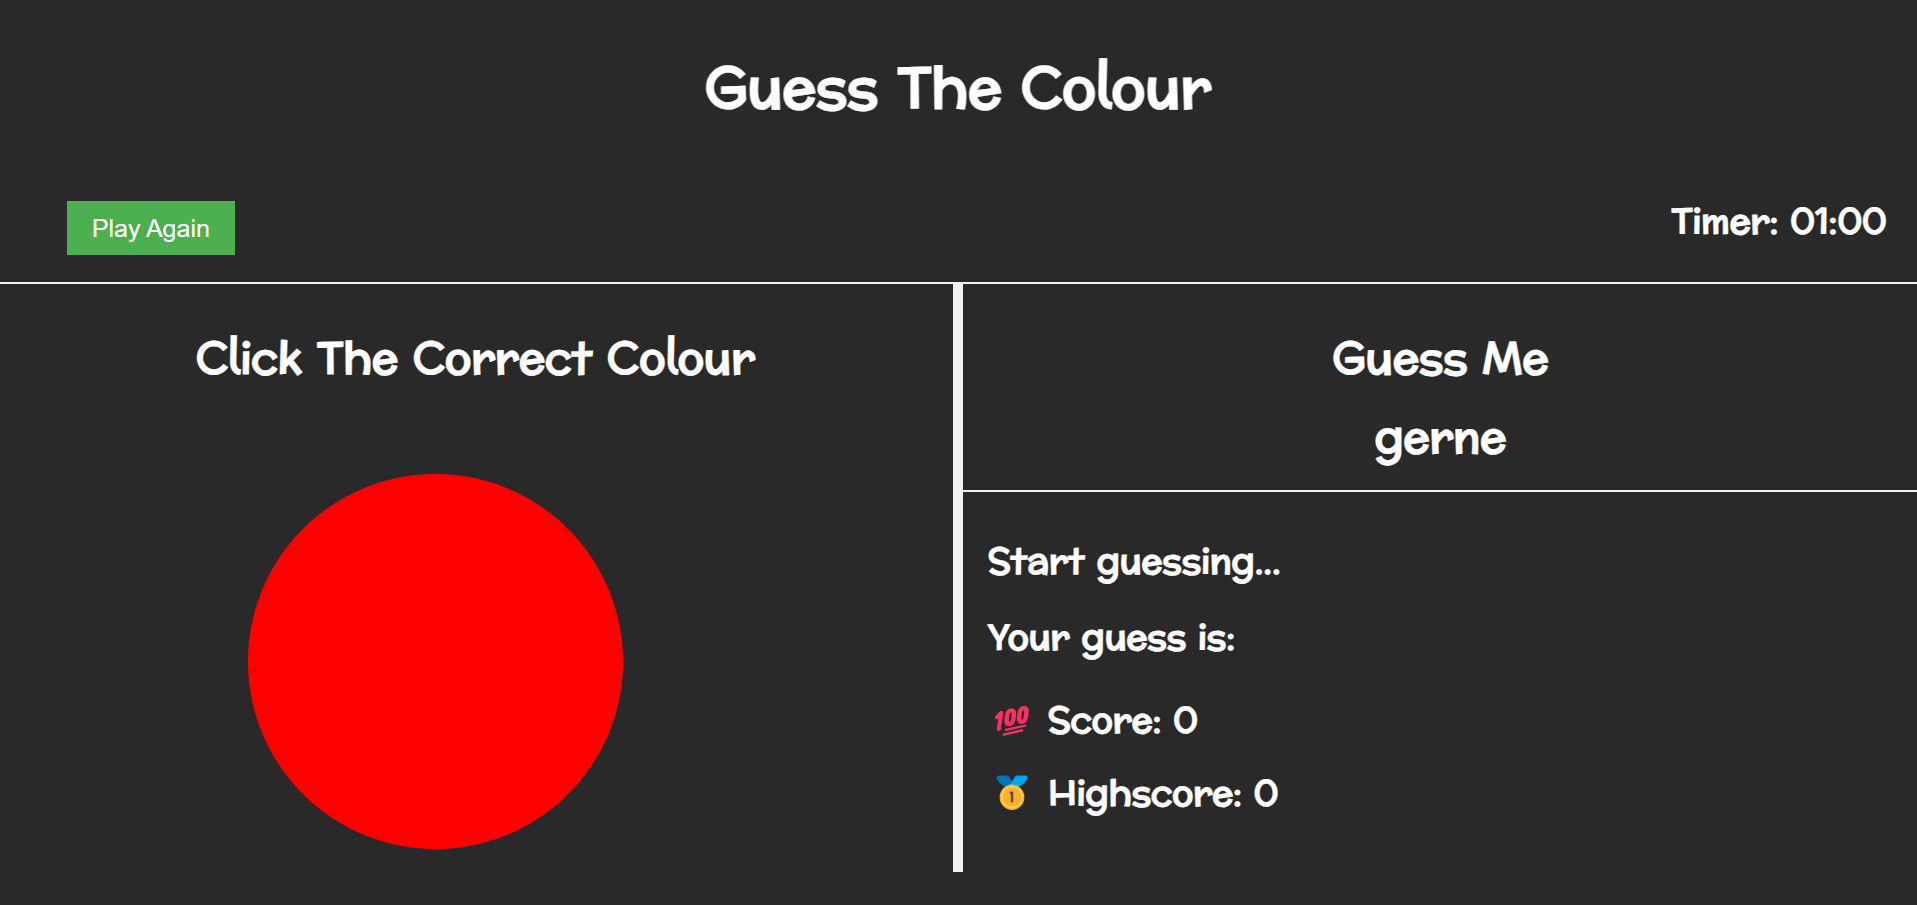 Guess The Colour
Play Again
Timer: 01:00
Click The Correct Colour
Guess Me
gerne
Start guessing...
Your guess is:
💯 Score: 0
🥇 Highscore: 0